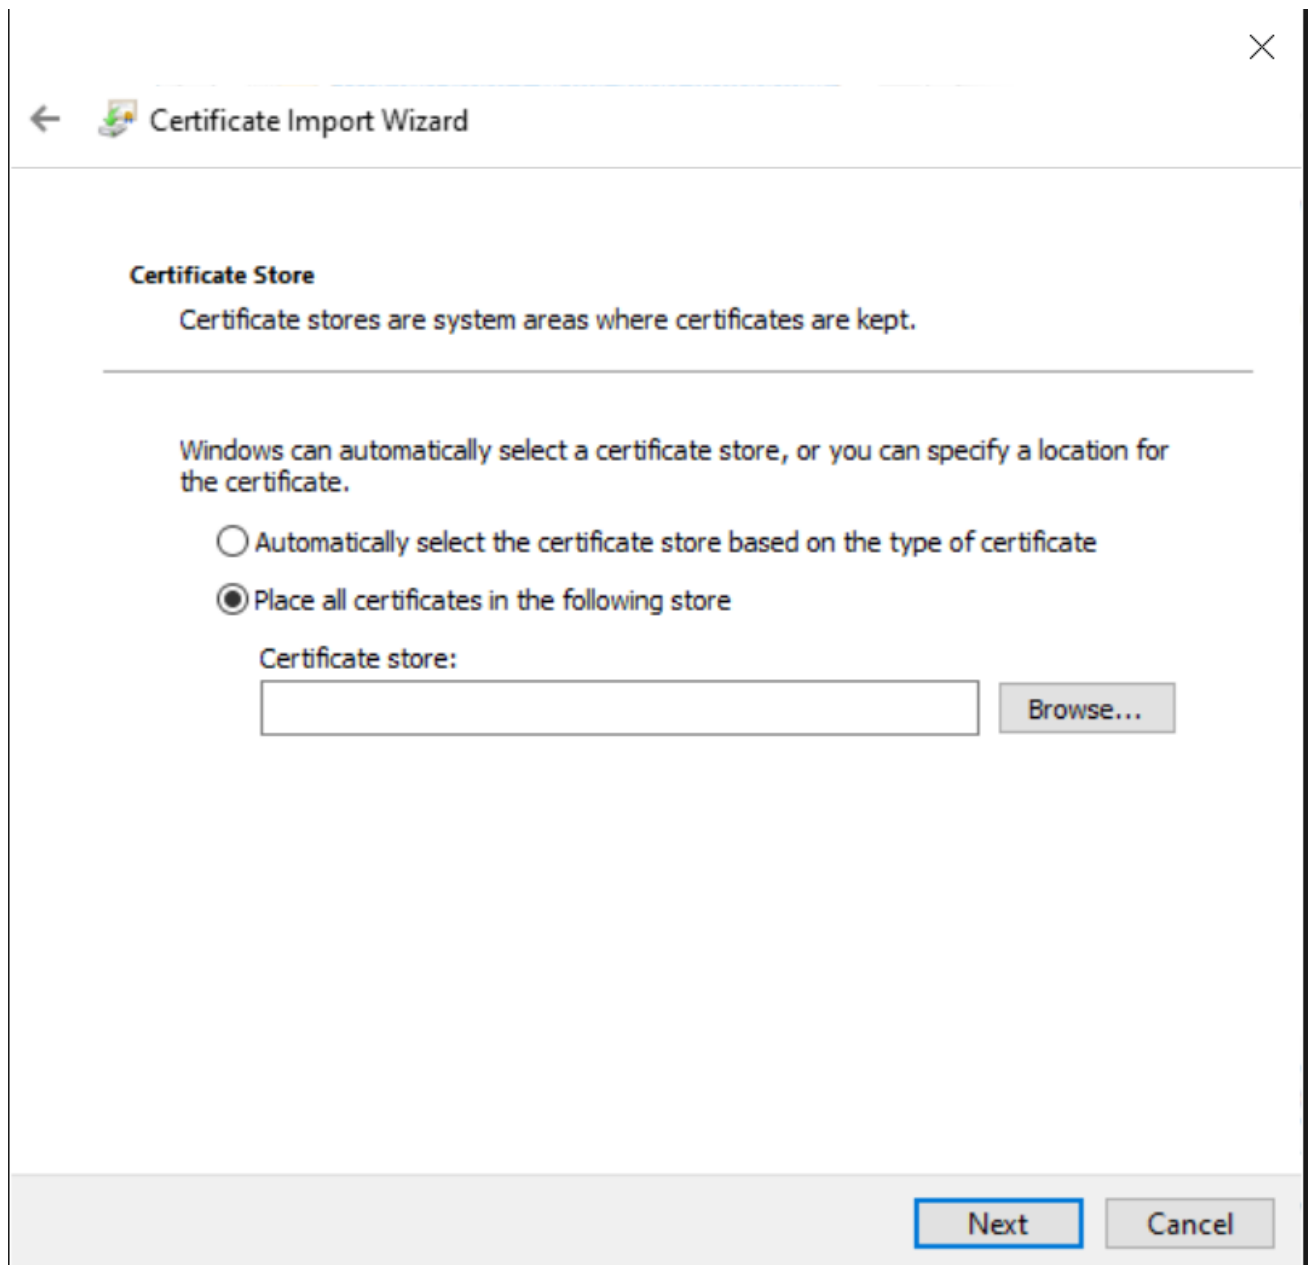 Certificate Import Wizard
Certificate Store
Certificate stores are system areas where certificates are kept.
Windows can automatically select a certificate store, or you can specify a location for
the certificate.
Automatically select the certificate store based on the type of certificate
Place all certificates in the following store
Certificate store:
Browse...
Next
Cancel